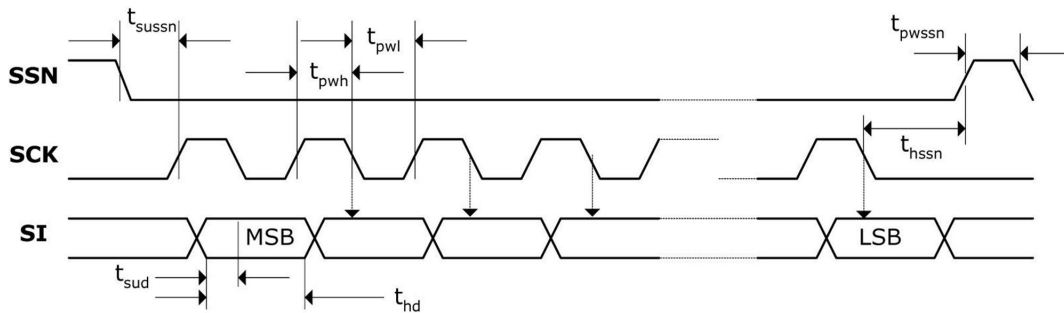 t_sussn
t_pwl
t_pwssn
SSN
t_pwh
SCK
t_hssn
SI
MSB
LSB
t_sud
t_hd